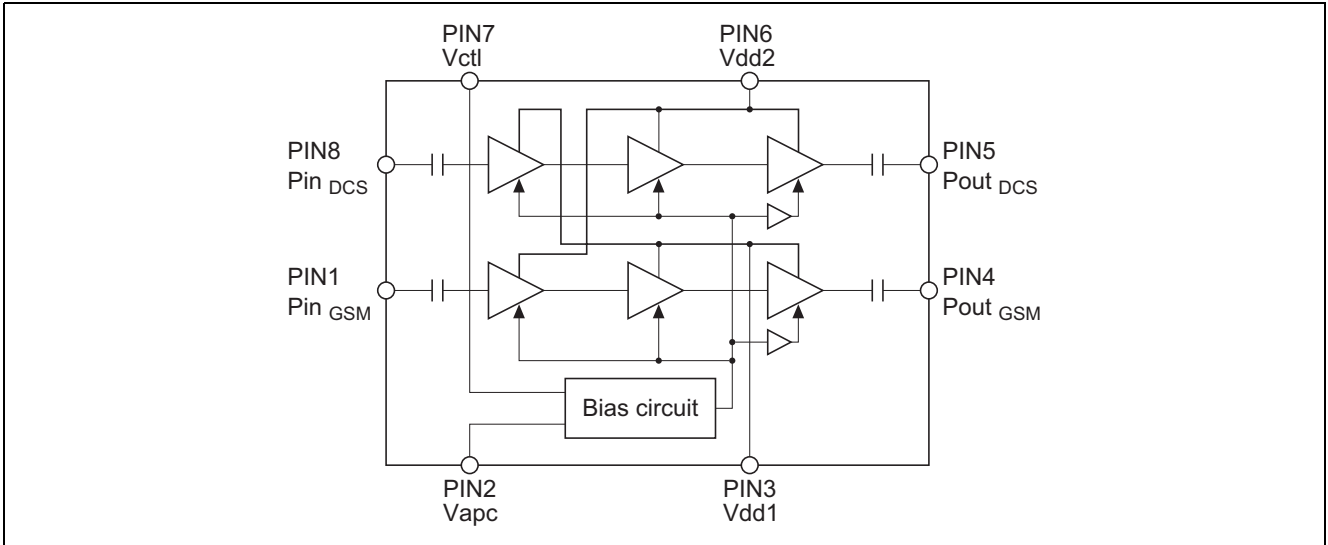 PIN7
Vctl
PIN6
Vdd2
PIN8
Pin DCS
PIN5
Pout DCS
PIN1
Pin GSM
PIN4
Pout GSM
Bias circuit
PIN2
Vapc
PIN3
Vdd1